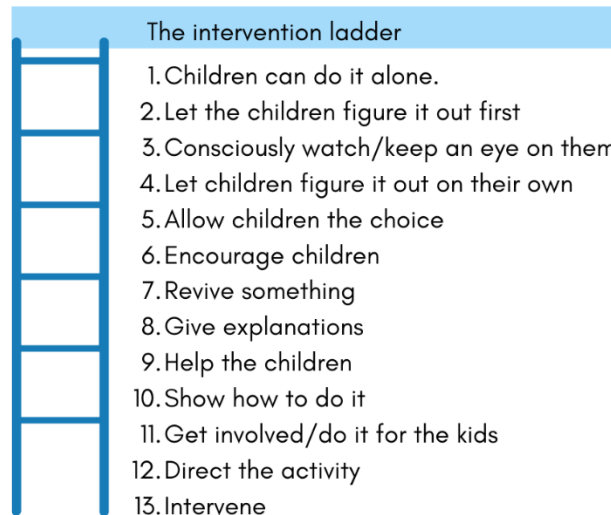 The intervention ladder
1. Children can do it alone.
2. Let the children figure it out first
3. Consciously watch/keep an eye on them
4. Let children figure it out on their own
5. Allow children the choice
6. Encourage children
7. Revive something
8. Give explanations
9. Help the children
10. Show how to do it
11. Get involved/do it for the kids
12. Direct the activity
13. Intervene